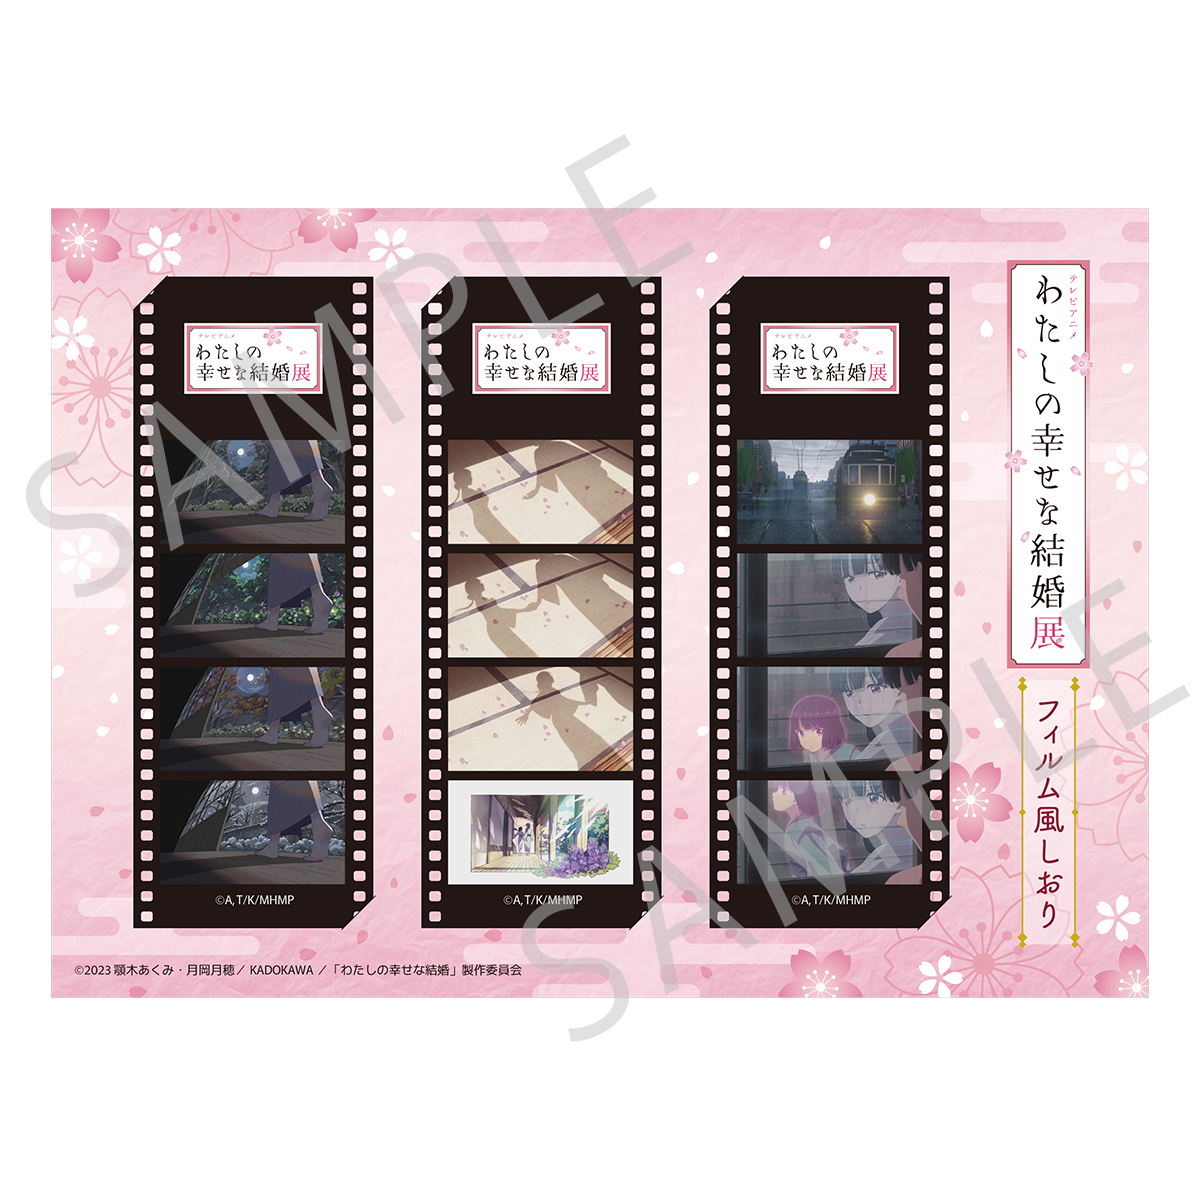 テレビアニメ
わたしの
幸せな結婚展
©A,T/K/MHMP
テレビアニメ
わたしの
幸せな結婚展
©A,T/K/MHMP
テレビアニメ
わたしの
幸せな結婚展
©A,T/K/MHMP
テレビアニメ
わたしの幸せな結婚展
フィルム風しおり
©2023 顎木あくみ・月岡月穂／KADOKAWA／「わたしの幸せな結婚」製作委員会
SAMPLE
SAMPLE